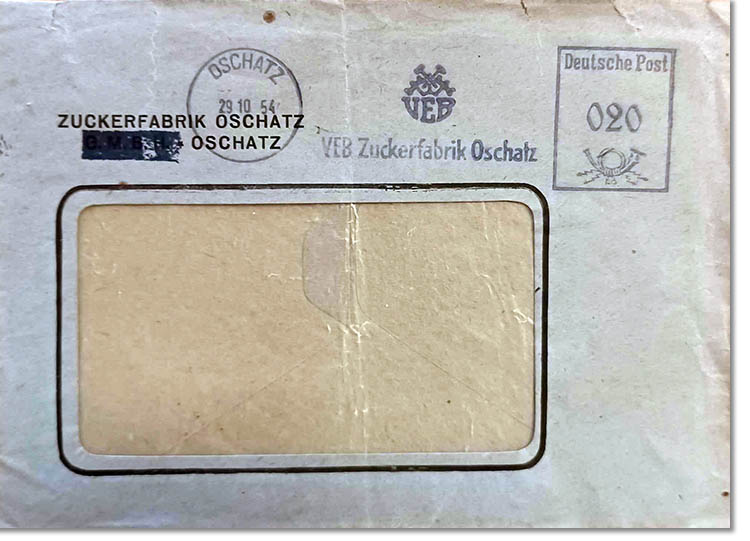 OSCHATZ
29 10 54
ZUCKERFABRIK OSCHATZ
G.M.B.H. OSCHATZ
VEB
VEB Zuckerfabrik Oschatz
Deutsche Post
020